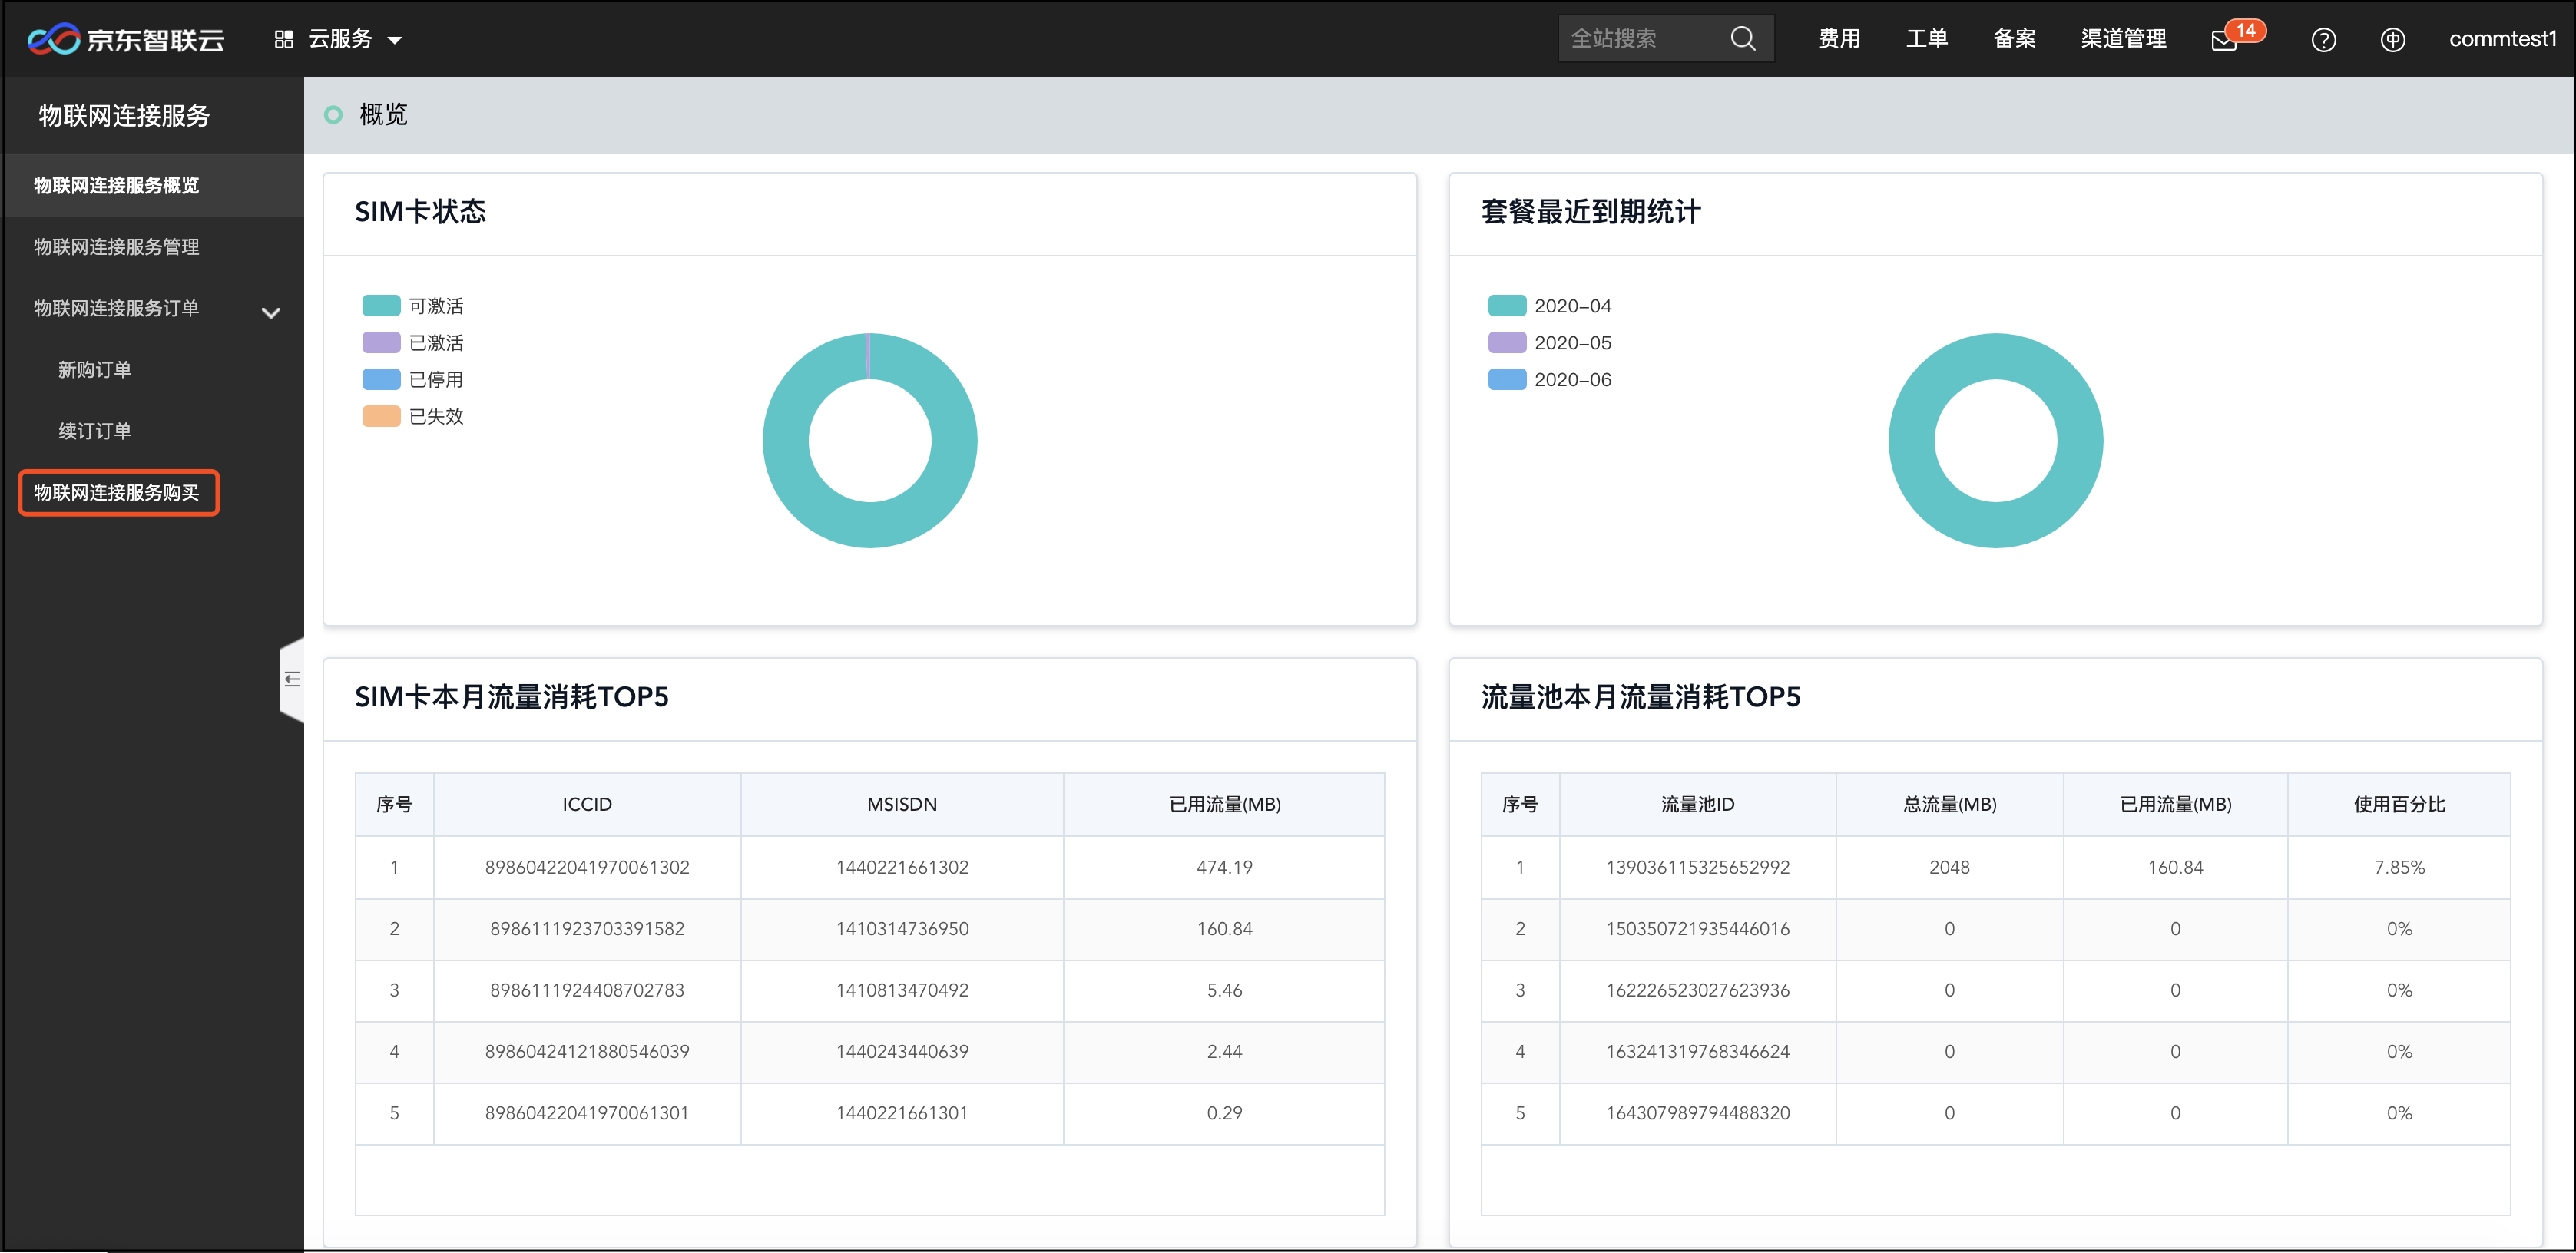 京东智联云
云服务
全站搜索
费用
工单
备案
渠道管理
14
commtest1
物联网连接服务
物联网连接服务概览
物联网连接服务管理
物联网连接服务订单
新购订单
续订订单
物联网连接服务购买
概览
SIM卡状态
可激活
已激活
已停用
已失效
套餐最近到期统计
2020-04
2020-05
2020-06
SIM卡本月流量消耗TOP5
序号 ICCID MSISDN 已用流量(MB)
1 89860422041970061302 1440221661302 474.19
2 8986111923703391582 1410314736950 160.84
3 8986111924408702783 1410813470492 5.46
4 89860424121880546039 1440243440639 2.44
5 89860422041970061301 1440221661301 0.29
流量池本月流量消耗TOP5
序号 流量池ID 总流量(MB) 已用流量(MB) 使用百分比
1 139036115325652992 2048 160.84 7.85%
2 150350721935446016 0 0 0%
3 162226523027623936 0 0 0%
4 163241319768346624 0 0 0%
5 164307989794488320 0 0 0%